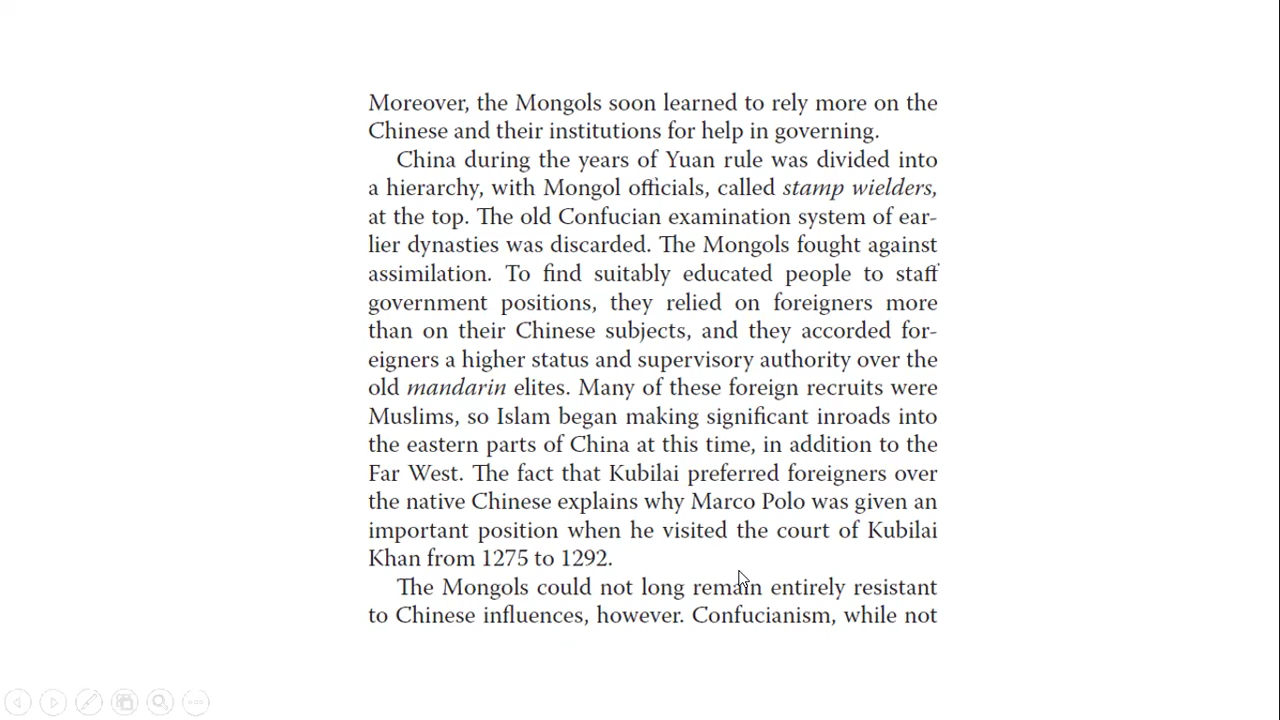 Moreover, the Mongols soon learned to rely more on the
Chinese and their institutions for help in governing.
China during the years of Yuan rule was divided into
a hierarchy, with Mongol officials, called stamp wielders,
at the top. The old Confucian examination system of ear-
lier dynasties was discarded. The Mongols fought against
assimilation. To find suitably educated people to staff
government positions, they relied on foreigners more
than on their Chinese subjects, and they accorded for-
eigners a higher status and supervisory authority over the
old mandarin elites. Many of these foreign recruits were
Muslims, so Islam began making significant inroads into
the eastern parts of China at this time, in addition to the
Far West. The fact that Kubilai preferred foreigners over
the native Chinese explains why Marco Polo was given an
important position when he visited the court of Kubilai
Khan from 1275 to 1292.
The Mongols could not long remain entirely resistant
to Chinese influences, however. Confucianism, while not